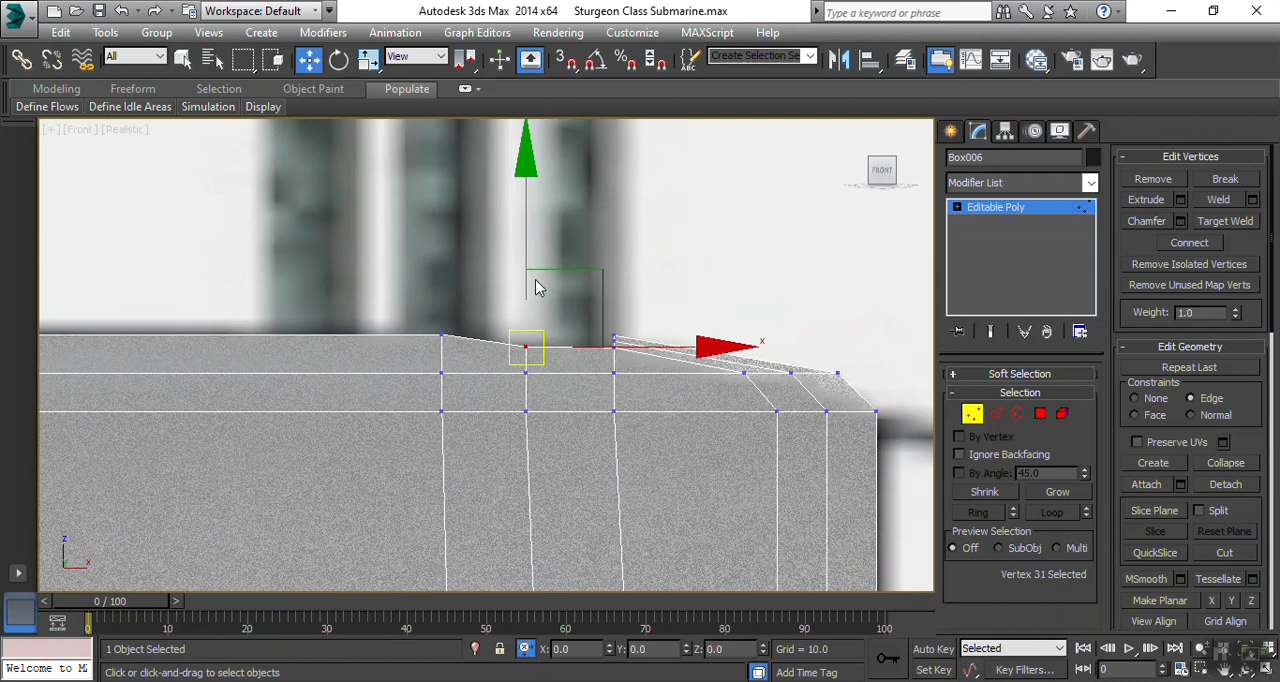 Workspace: Default
Autodesk 3ds Max 2014 x64 Sturgeon Class Submarine.max
Type a keyword or phrase
Edit Tools Group Views Create Modifiers Animation Graph Editors Rendering Customize MAXScript Help
All View 3 Create Selection Se
Modeling Freeform Selection Object Paint Populate
Define Flows Define Idle Areas Simulation Display
[+] [Front] [Realistic]
FRONT
x
z
x
Box006
Modifier List
Editable Poly
Soft Selection
Selection
By Vertex
Ignore Backfacing
By Angle: 45.0
Shrink Grow
Ring Loop
Preview Selection
Off SubObj Multi
Vertex 31 Selected
Edit Vertices
Remove Break
Extrude Weld
Chamfer Target Weld
Connect
Remove Isolated Vertices
Remove Unused Map Verts
Weight: 1.0
Edit Geometry
Repeat Last
Constraints
None Edge
Face Normal
Preserve UVs
Create Collapse
Attach Detach
Slice Plane Split
Slice Reset Plane
QuickSlice Cut
MSmooth Tessellate
Make Planar X Y Z
View Align Grid Align
0 / 100
0 10 20 30 40 50 60 70 80 90 100
1 Object Selected X: 0.0 Y: 0.0 Z: 0.0 Grid = 10.0 Auto Key Selected
Welcome to M Click or click-and-drag to select objects Add Time Tag Set Key Key Filters... 0